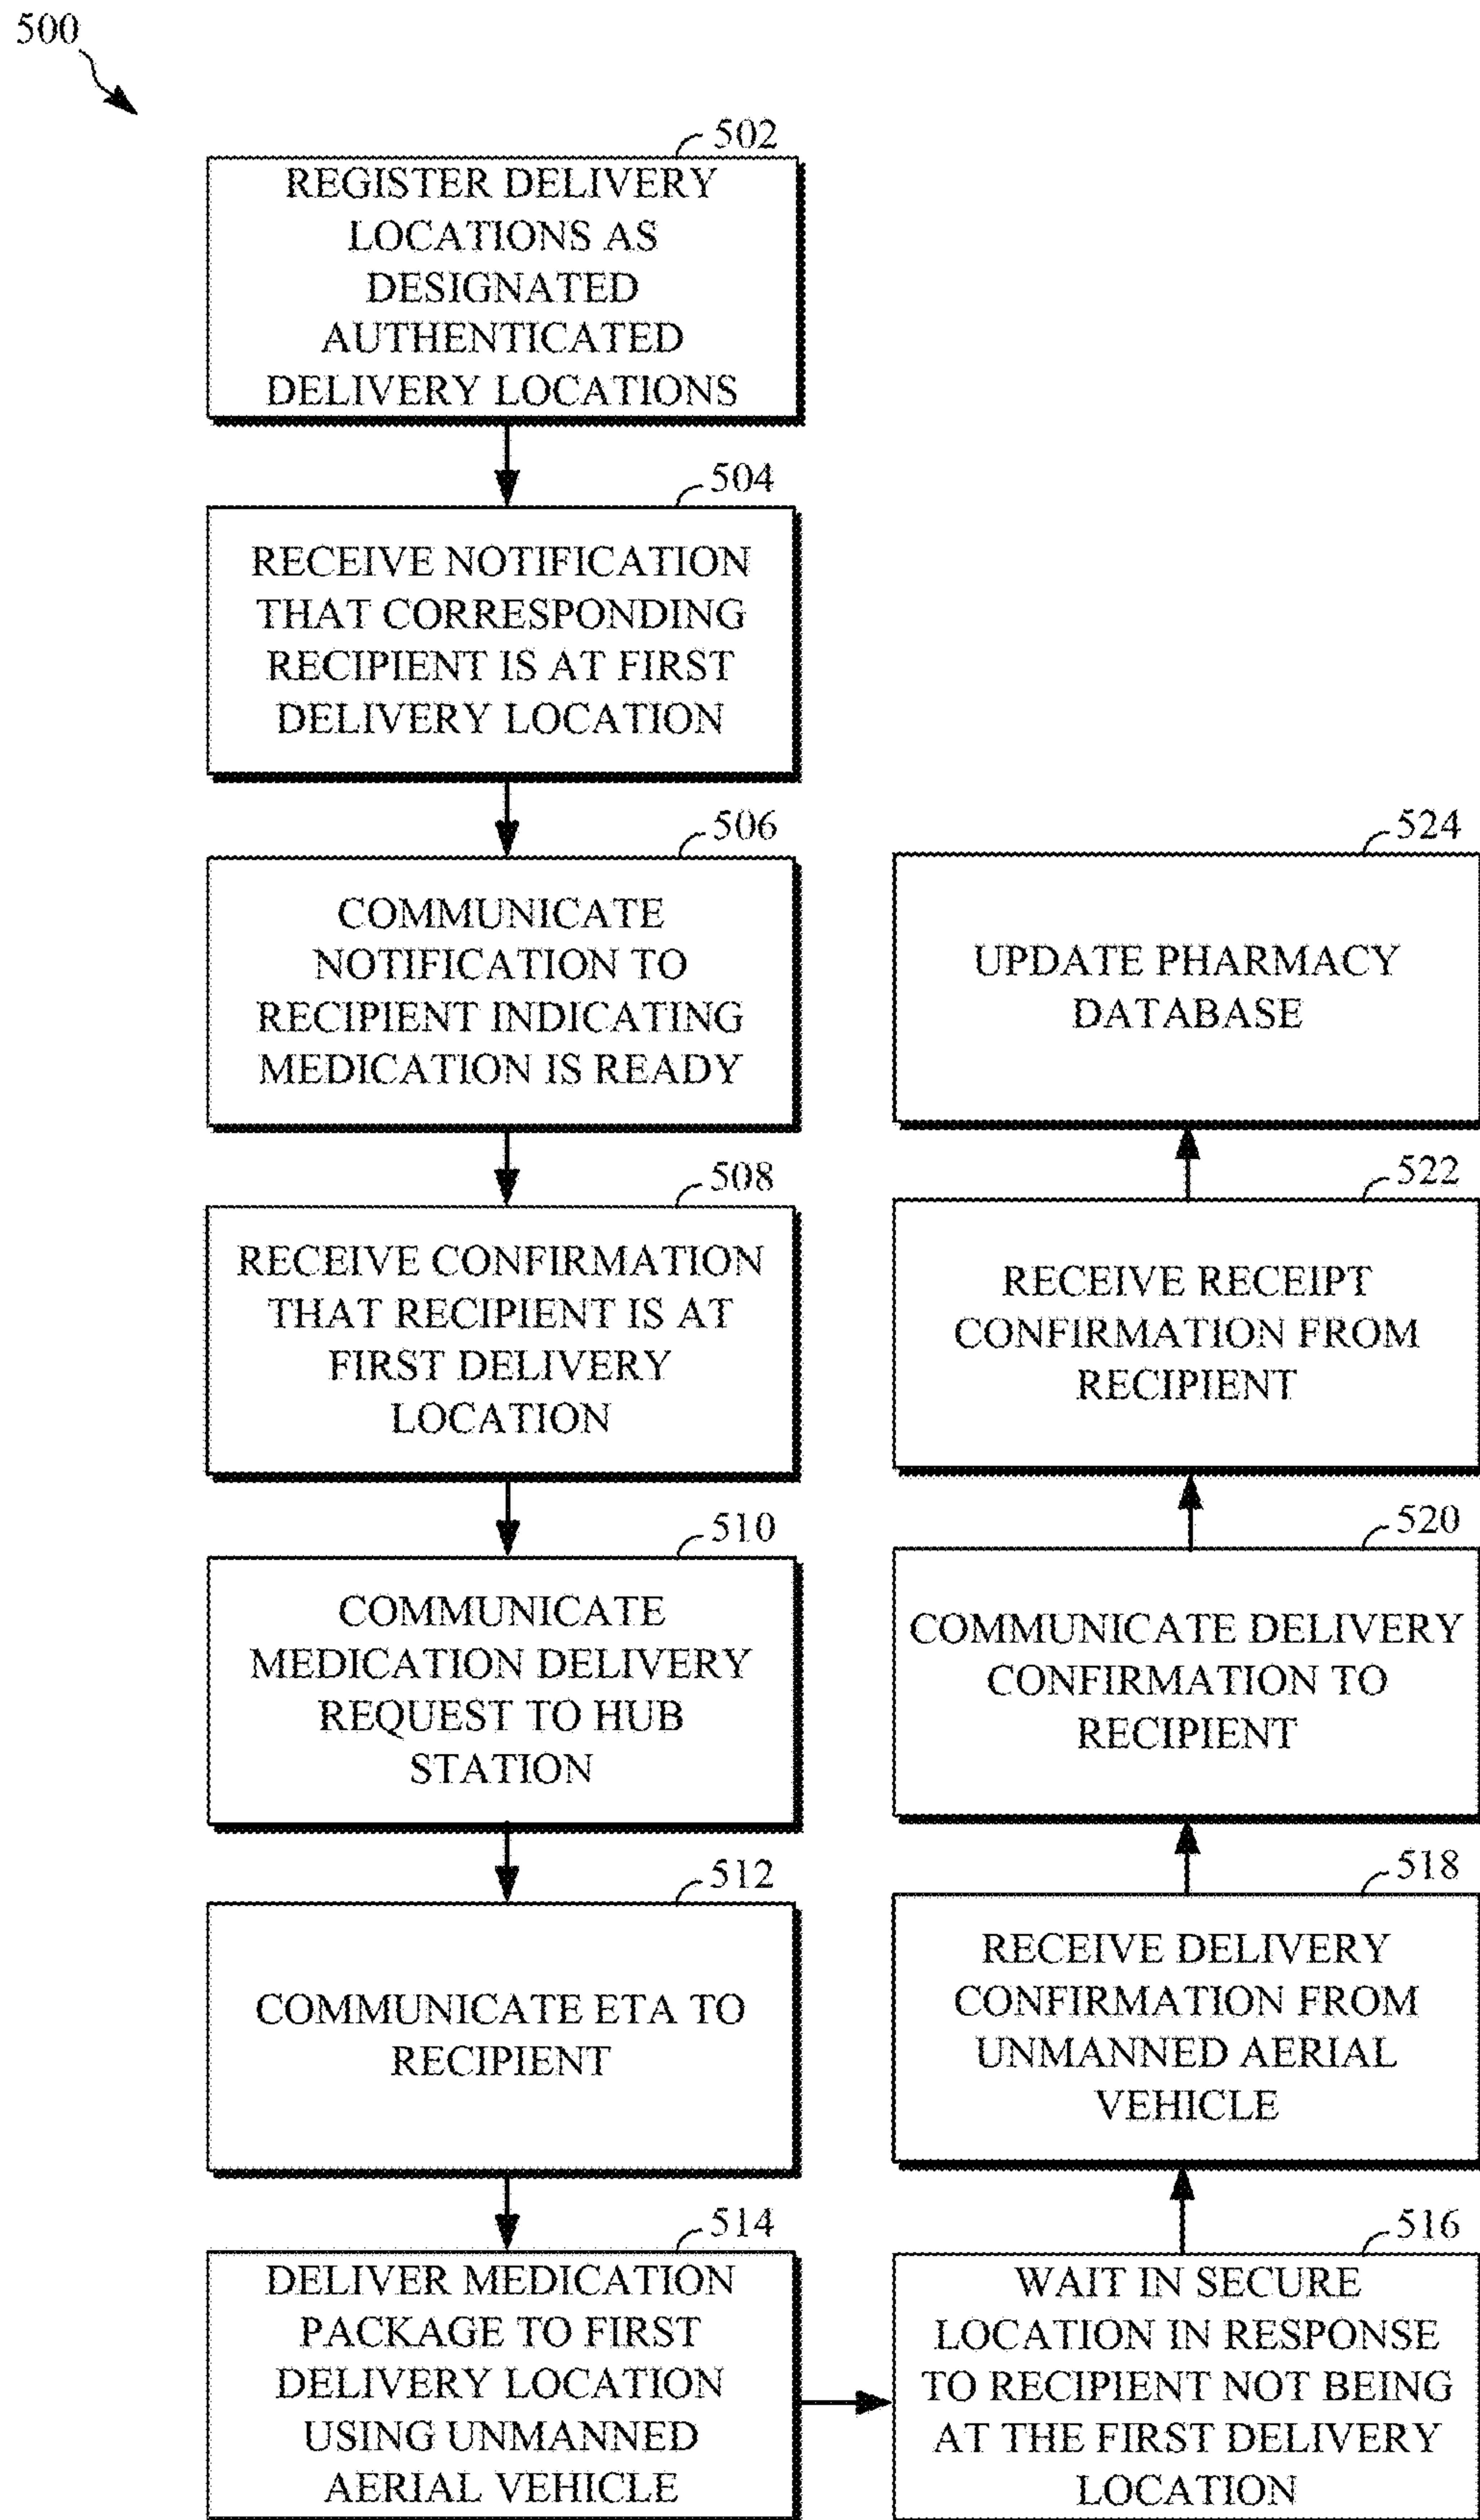 500
502
REGISTER DELIVERY
LOCATIONS AS
DESIGNATED
AUTHENTICATED
DELIVERY LOCATIONS
504
RECEIVE NOTIFICATION
THAT CORRESPONDING
RECIPIENT IS AT FIRST
DELIVERY LOCATION
506
COMMUNICATE
NOTIFICATION TO
RECIPIENT INDICATING
MEDICATION IS READY
508
RECEIVE CONFIRMATION
THAT RECIPIENT IS AT
FIRST DELIVERY
LOCATION
510
COMMUNICATE
MEDICATION DELIVERY
REQUEST TO HUB
STATION
512
COMMUNICATE ETA TO
RECIPIENT
514
DELIVER MEDICATION
PACKAGE TO FIRST
DELIVERY LOCATION
USING UNMANNED
AERIAL VEHICLE
516
WAIT IN SECURE
LOCATION IN RESPONSE
TO RECIPIENT NOT BEING
AT THE FIRST DELIVERY
LOCATION
518
RECEIVE DELIVERY
CONFIRMATION FROM
UNMANNED AERIAL
VEHICLE
520
COMMUNICATE DELIVERY
CONFIRMATION TO
RECIPIENT
522
RECEIVE RECEIPT
CONFIRMATION FROM
RECIPIENT
524
UPDATE PHARMACY
DATABASE